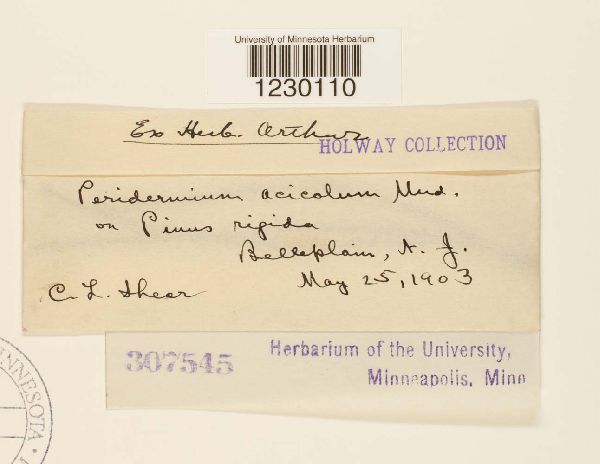 University of Minnesota Herbarium
1230110
Ex Herb. Arthur
HOLWAY COLLECTION
Peridermium acicolum Und.
on Pinus rigida
Belleplain, N. J.
May 25, 1903
C. L. Shear
307545
Herbarium of the University,
Minneapolis, Minn
MINNESOTA